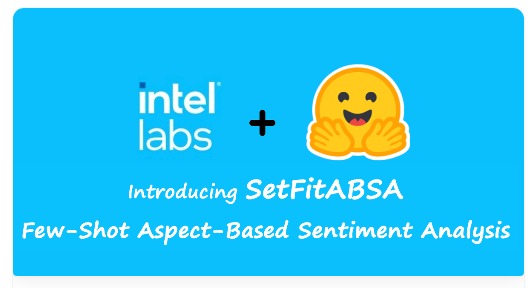 intel
labs
+
Introducing SetFitABSA
Few-Shot Aspect-Based Sentiment Analysis